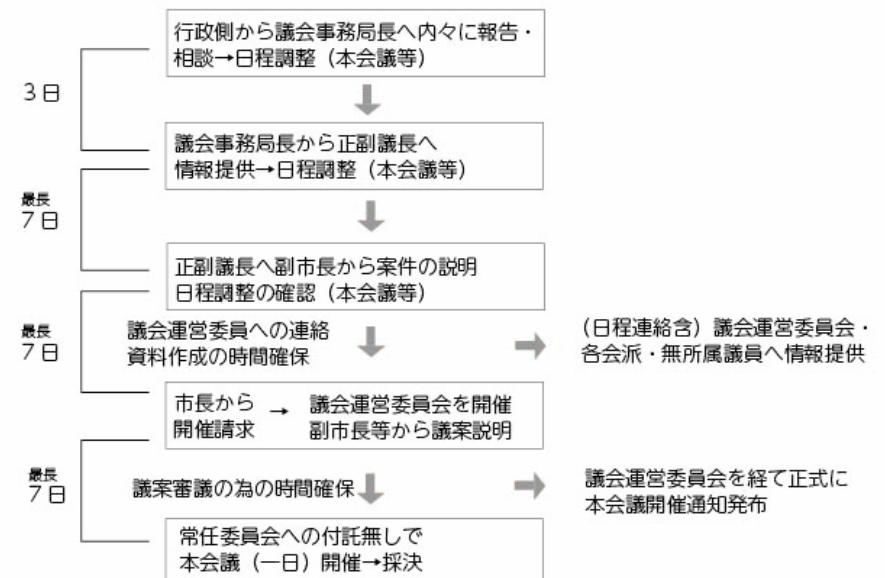 行政側から議会事務局長へ内々に報告・
相談→日程調整（本会議等）
3日
議会事務局長から正副議長へ
情報提供→日程調整（本会議等）
最長
7日
正副議長へ副市長から案件の説明
日程調整の確認（本会議等）
最長
7日
議会運営委員への連絡
資料作成の時間確保
（日程連絡含）議会運営委員会・
各会派・無所属議員へ情報提供
市長から → 議会運営委員会を開催
開催請求 副市長等から議案説明
最長
7日
議案審議の為の時間確保
議会運営委員会を経て正式に
本会議開催通知発布
常任委員会への付託無しで
本会議（一日）開催→採決